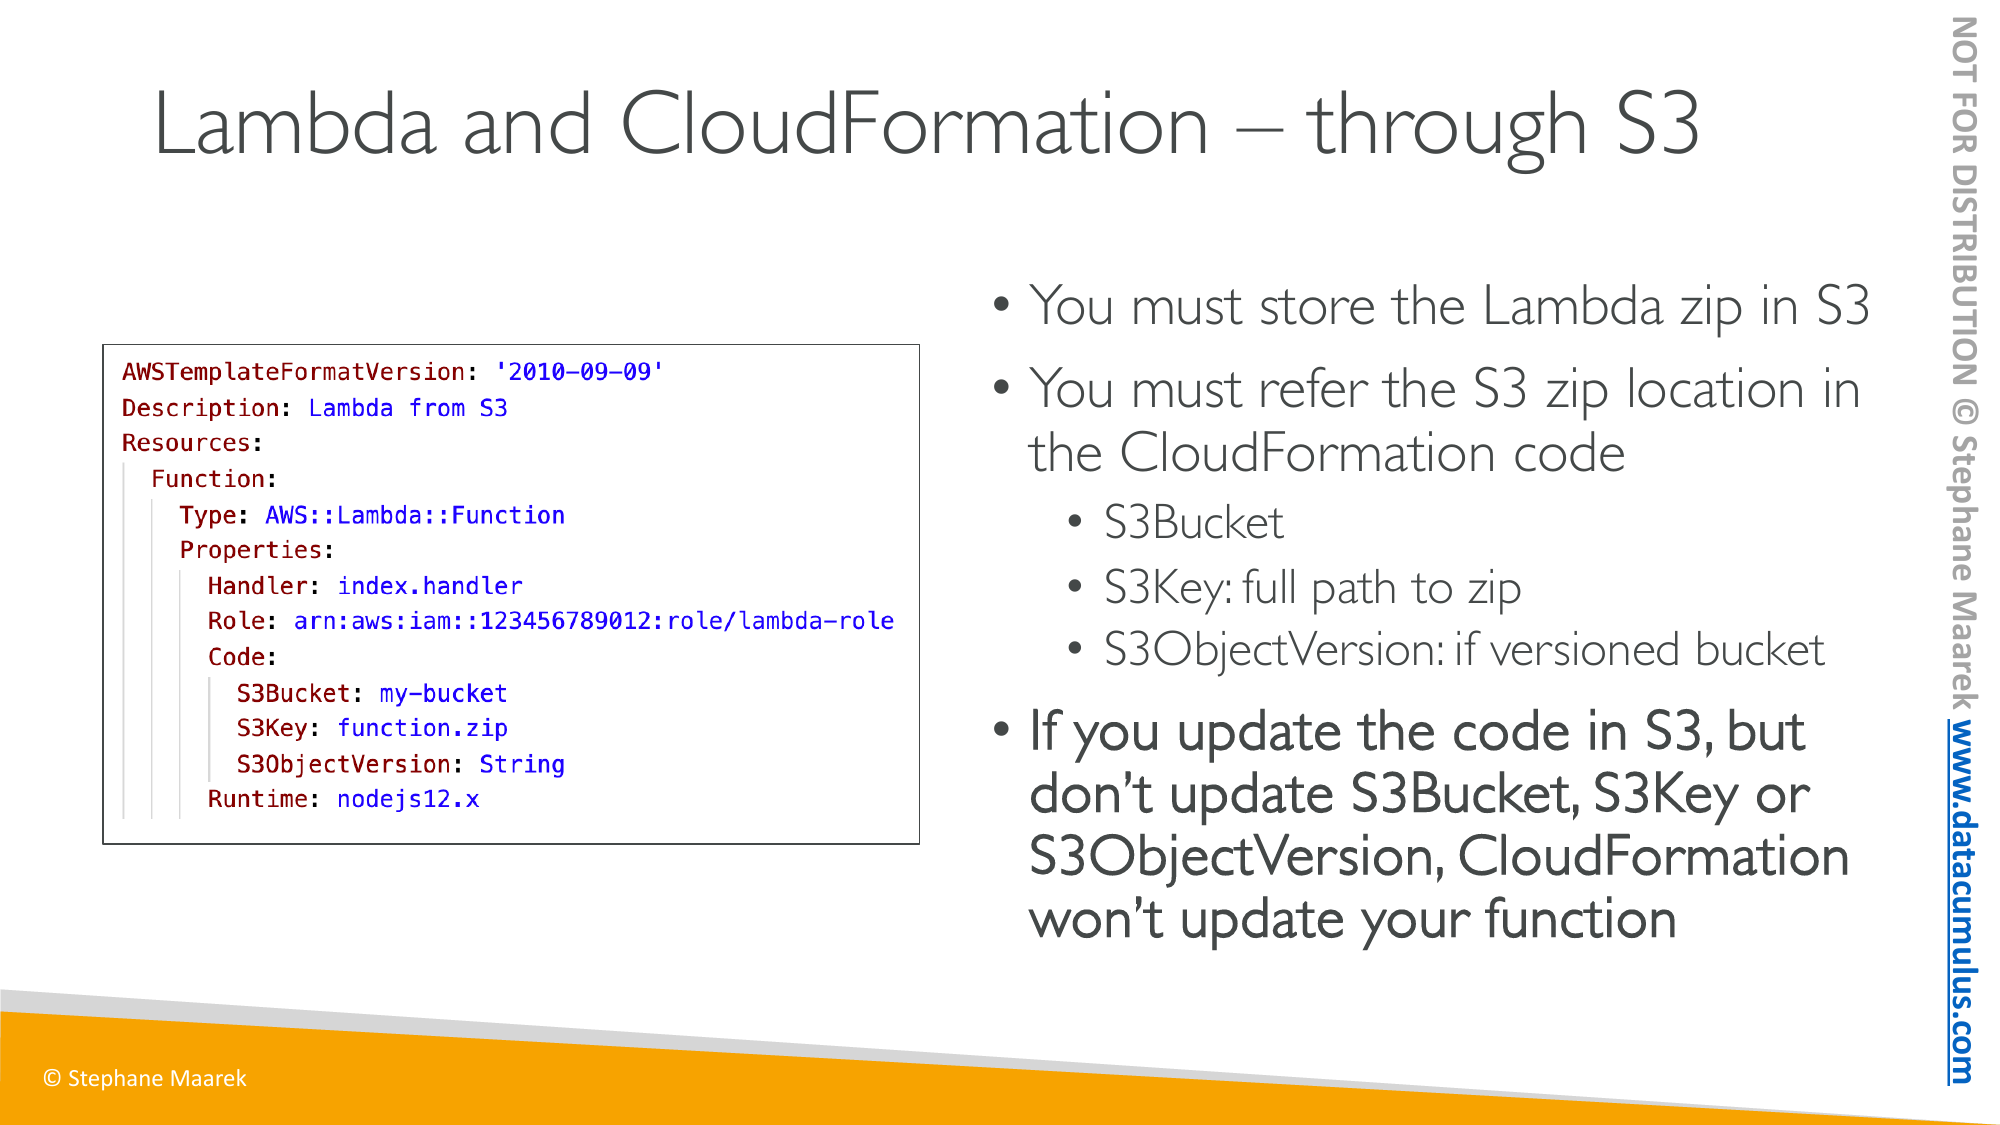 Lambda and CloudFormation – through S3
AWSTemplateFormatVersion: '2010-09-09'
Description: Lambda from S3
Resources:
Function:
Type: AWS::Lambda::Function
Properties:
Handler: index.handler
Role: arn:aws:iam::123456789012:role/lambda-role
Code:
S3Bucket: my-bucket
S3Key: function.zip
S3ObjectVersion: String
Runtime: nodejs12.x
• You must store the Lambda zip in S3
• You must refer the S3 zip location in
the CloudFormation code
• S3Bucket
• S3Key: full path to zip
• S3ObjectVersion: if versioned bucket
• If you update the code in S3, but
don’t update S3Bucket, S3Key or
S3ObjectVersion, CloudFormation
won’t update your function
NOT FOR DISTRIBUTION © Stephane Maarek www.datacumulus.com
© Stephane Maarek